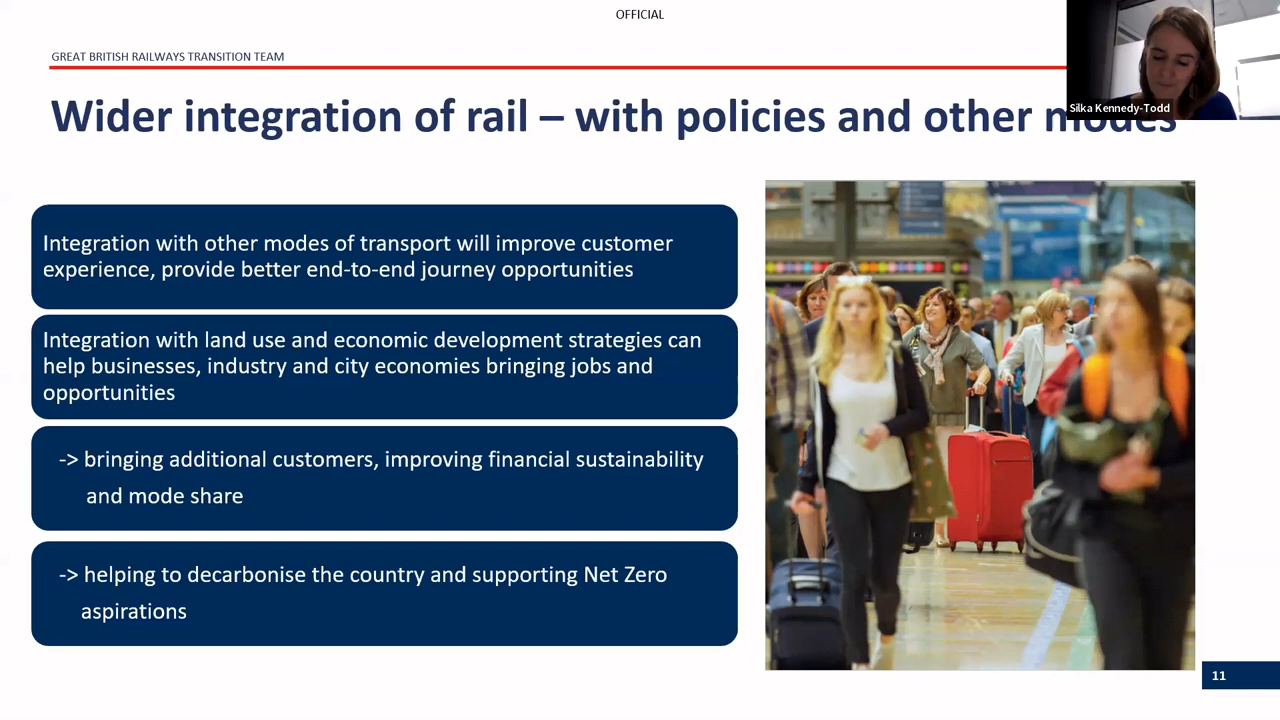 OFFICIAL
GREAT BRITISH RAILWAYS TRANSITION TEAM
Silka Kennedy-Todd
Wider integration of rail – with policies and other modes
Integration with other modes of transport will improve customer
experience, provide better end-to-end journey opportunities
Integration with land use and economic development strategies can
help businesses, industry and city economies bringing jobs and
opportunities
-> bringing additional customers, improving financial sustainability
and mode share
-> helping to decarbonise the country and supporting Net Zero
aspirations
11